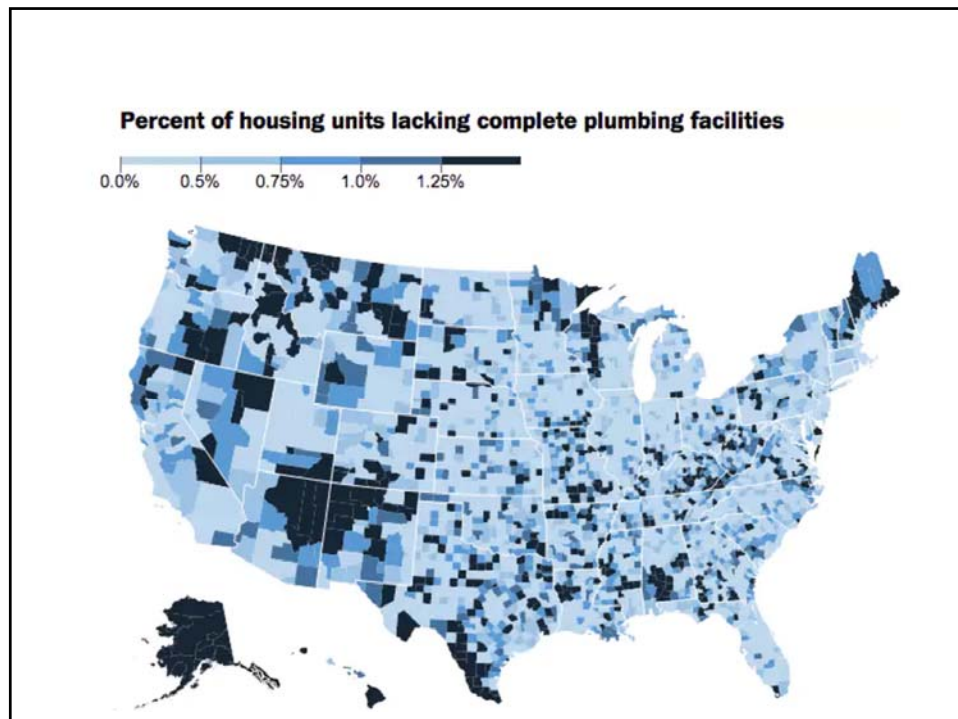 Percent of housing units lacking complete plumbing facilities
0.0% 0.5% 0.75% 1.0% 1.25%